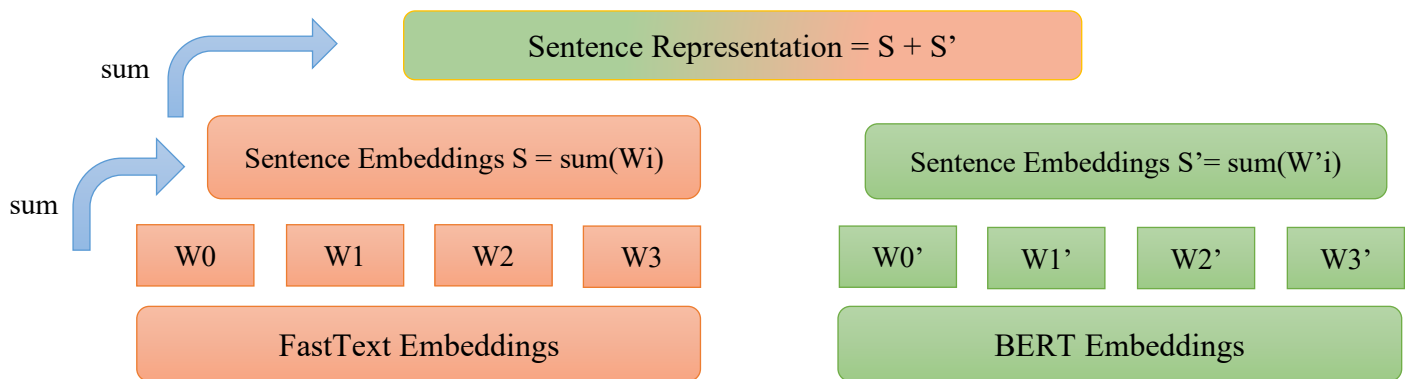 Sentence Representation = S + S’
sum
Sentence Embeddings S = sum(Wi)
Sentence Embeddings S’= sum(W’i)
sum
W0
W1
W2
W3
W0’
W1’
W2’
W3’
FastText Embeddings
BERT Embeddings